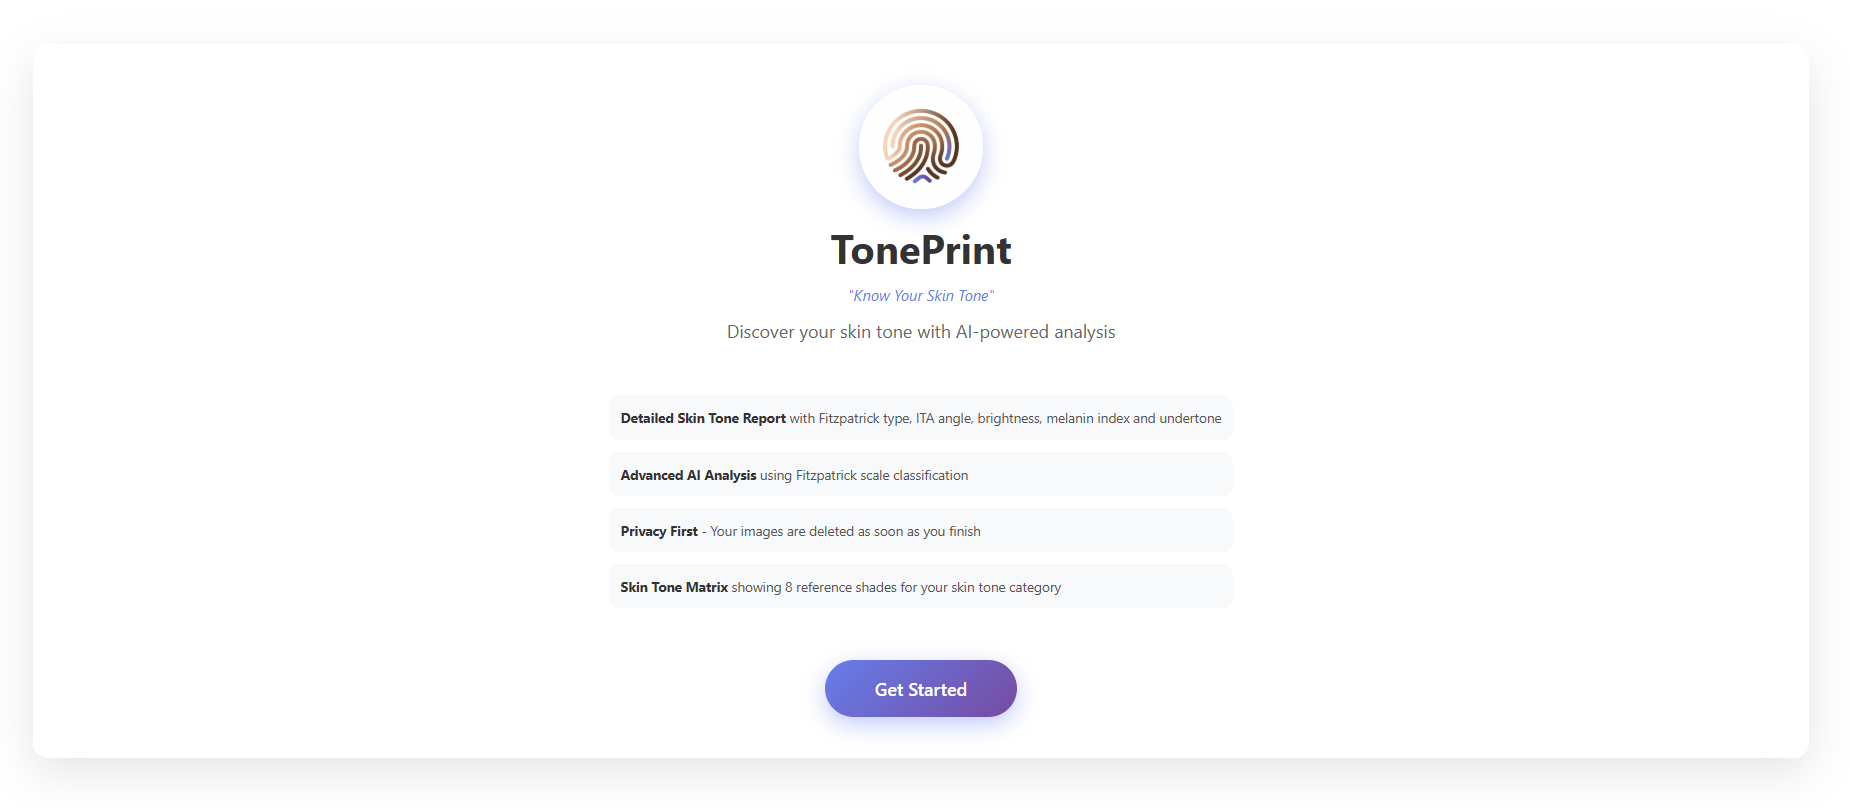 TonePrint
"Know Your Skin Tone"
Discover your skin tone with AI-powered analysis
Detailed Skin Tone Report with Fitzpatrick type, ITA angle, brightness, melanin index and undertone
Advanced AI Analysis using Fitzpatrick scale classification
Privacy First - Your images are deleted as soon as you finish
Skin Tone Matrix showing 8 reference shades for your skin tone category
Get Started